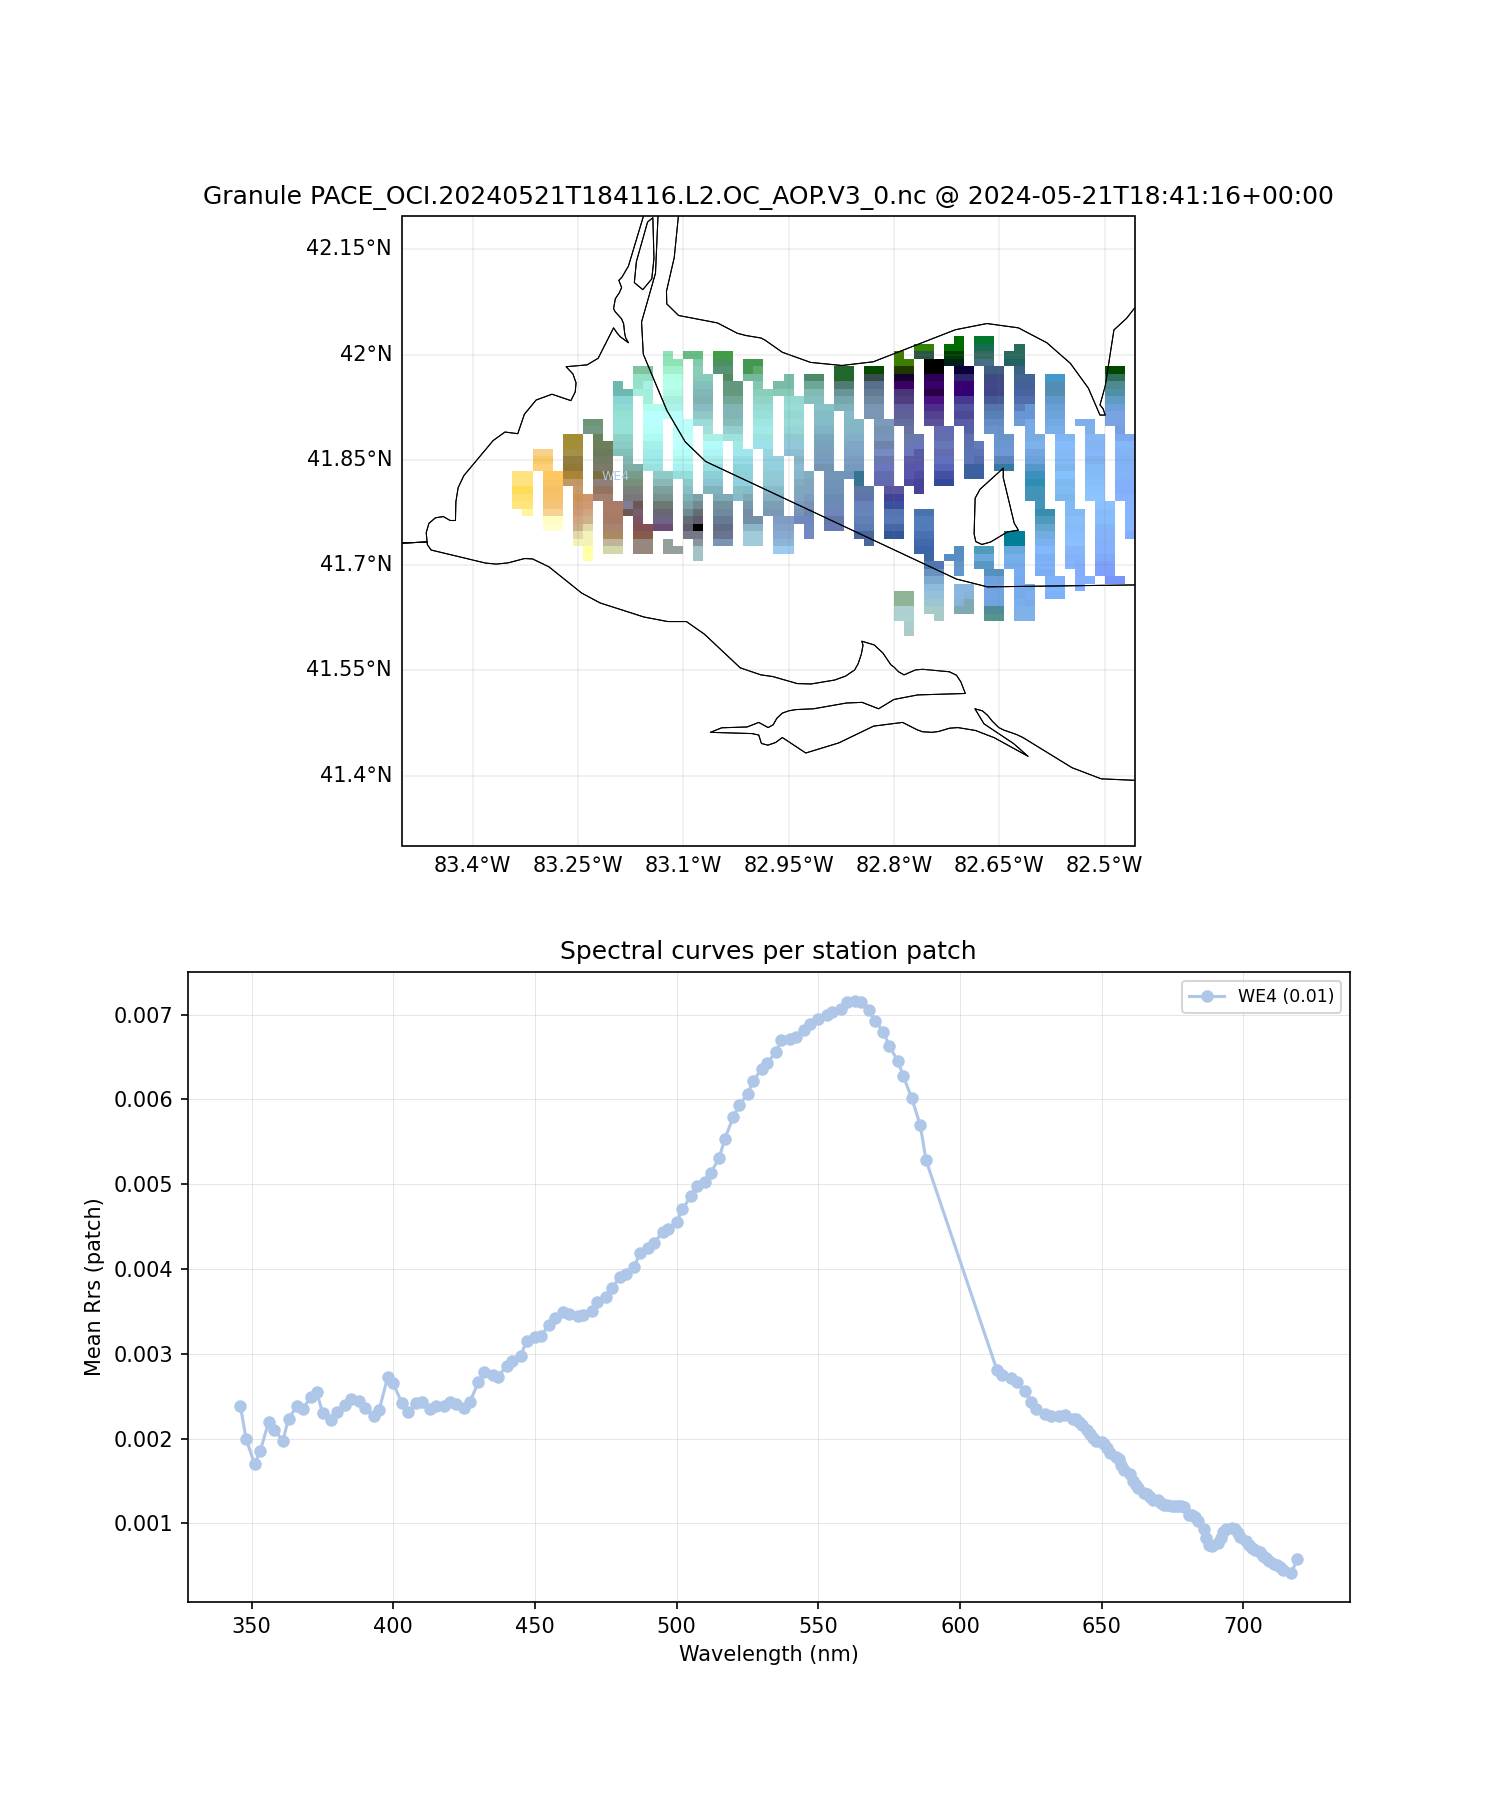 Granule PACE_OCI.20240521T184116.L2.OC_AOP.V3_0.nc @ 2024-05-21T18:41:16+00:00
42.15°N
42°N
41.85°N
WE4
41.7°N
41.55°N
41.4°N
83.4°W 83.25°W 83.1°W 82.95°W 82.8°W 82.65°W 82.5°W
Spectral curves per station patch
WE4 (0.01)
0.007
0.006
0.005
0.004
0.003
0.002
0.001
Mean Rrs (patch)
350 400 450 500 550 600 650 700
Wavelength (nm)